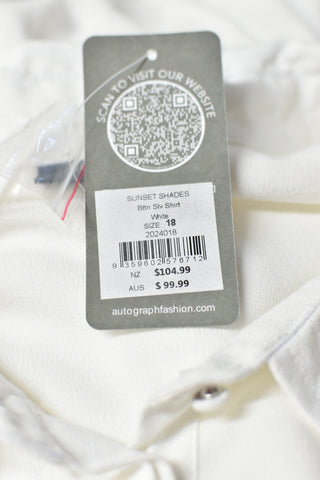 SCAN TO VISIT OUR WEBSITE
SUNSET SHADES
Bttn Slv Shirt
White
SIZE: 18
2024018
9 359602 576712
NZ $104.99
AUS $ 99.99
autographfashion.com